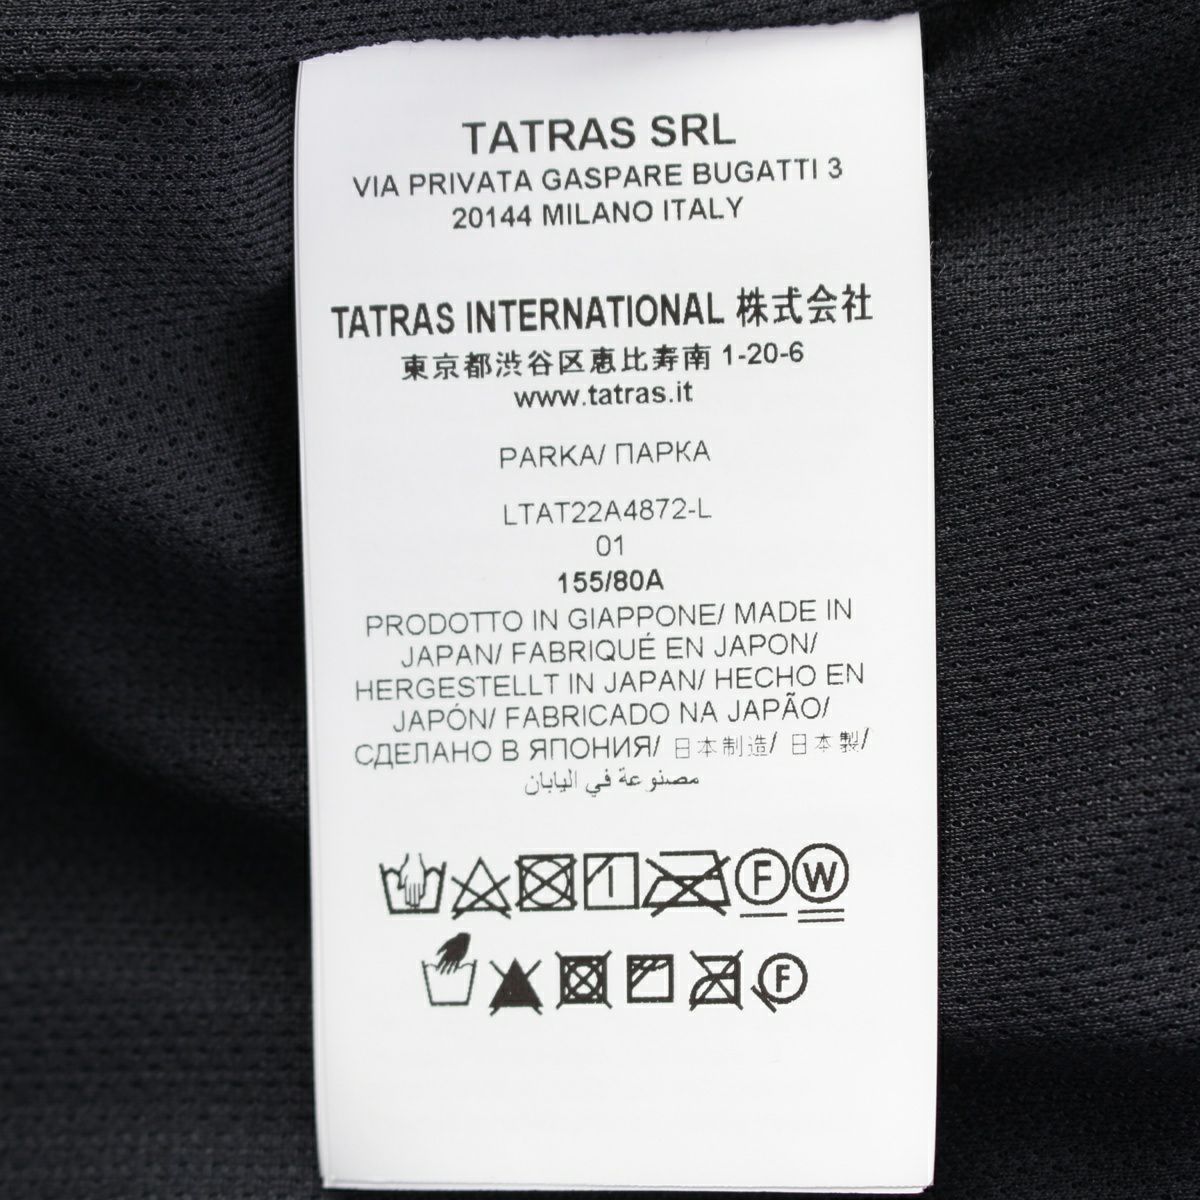 TATRAS SRL
VIA PRIVATA GASPARE BUGATTI 3
20144 MILANO ITALY
TATRAS INTERNATIONAL 株式会社
東京都渋谷区恵比寿南 1-20-6
www.tatras.it
PARKA/ ПАРКА
LTAT22A4872-L
01
155/80A
PRODOTTO IN GIAPPONE/ MADE IN
JAPAN/ FABRIQUÉ EN JAPON/
HERGESTELLT IN JAPAN/ HECHO EN
JAPÓN/ FABRICADO NA JAPÃO/
СДЕЛАНО В ЯПОНИЯ/ 日本制造/ 日本製/
مصنوعة في اليابان
F W
F